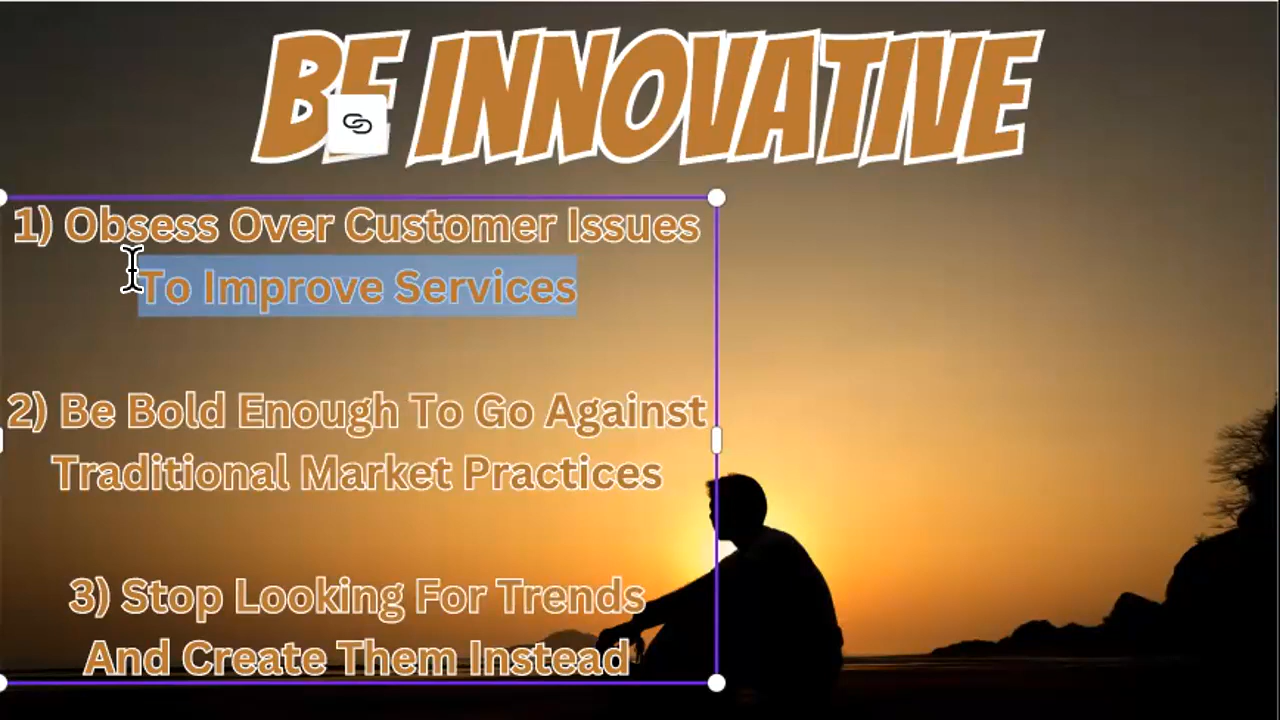 BE INNOVATIVE
1) Obsess Over Customer Issues
To Improve Services
2) Be Bold Enough To Go Against
Traditional Market Practices
3) Stop Looking For Trends
And Create Them Instead